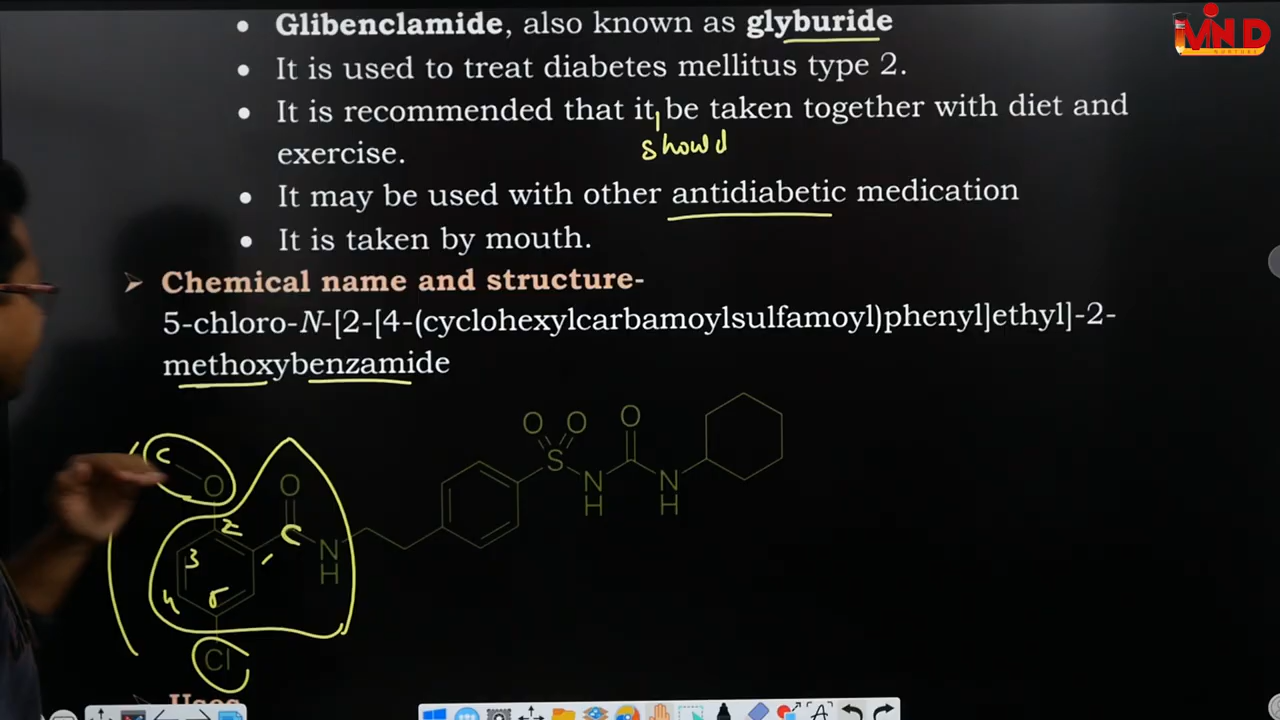 • Glibenclamide, also known as glyburide
• It is used to treat diabetes mellitus type 2.
• It is recommended that it be taken together with diet and
should
exercise.
• It may be used with other antidiabetic medication
• It is taken by mouth.
➤ Chemical name and structure-
5-chloro-N-[2-[4-(cyclohexylcarbamoylsulfamoyl)phenyl]ethyl]-2-
methoxybenzamide
C O O C N H
2 3 4 5
Cl
O O S N H O N H
Uses
MIND